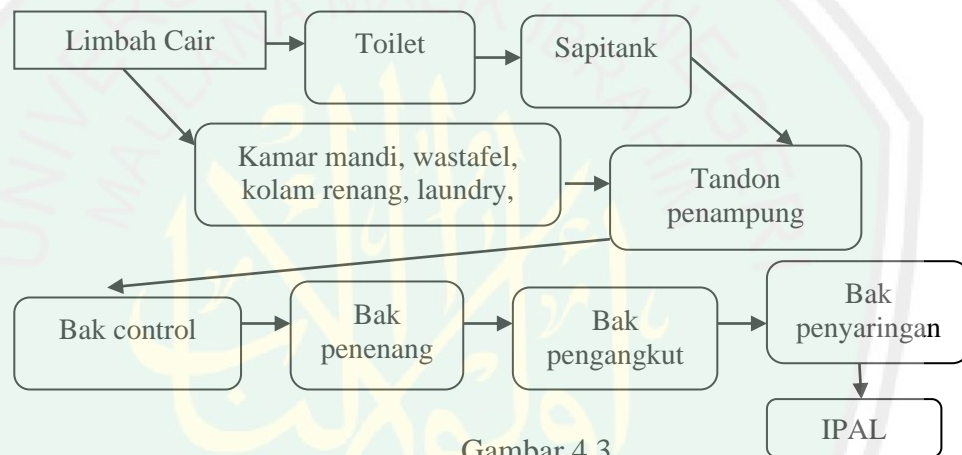 Limbah Cair
Toilet
Sapitank
Kamar mandi, wastafel,
kolam renang, laundry,
Tandon
penampung
Bak control
Bak
penenang
Bak
pengangkut
Bak
penyaringan
IPAL
Gambar 4.3